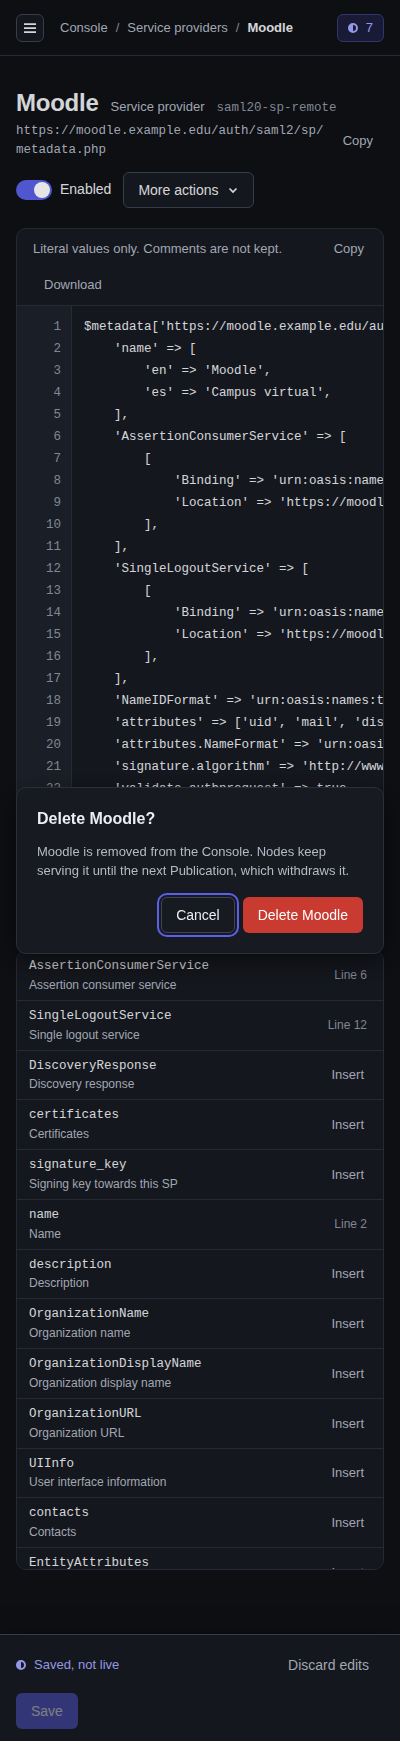 Console / Service providers / Moodle 7
Moodle Service provider saml20-sp-remote
https://moodle.example.edu/auth/saml2/sp/
metadata.php
Copy
Enabled More actions
Literal values only. Comments are not kept. Copy
Download
1 $metadata['https://moodle.example.edu/au
2 'name' => [
3 'en' => 'Moodle',
4 'es' => 'Campus virtual',
5 ],
6 'AssertionConsumerService' => [
7 [
8 'Binding' => 'urn:oasis:name
9 'Location' => 'https://moodl
10 ],
11 ],
12 'SingleLogoutService' => [
13 [
14 'Binding' => 'urn:oasis:name
15 'Location' => 'https://moodl
16 ],
17 ],
18 'NameIDFormat' => 'urn:oasis:names:t
19 'attributes' => ['uid', 'mail', 'dis
20 'attributes.NameFormat' => 'urn:oasi
21 'signature.algorithm' => 'http://www
22 'validate.authnrequest' => true
Delete Moodle?
Moodle is removed from the Console. Nodes keep
serving it until the next Publication, which withdraws it.
Cancel Delete Moodle
AssertionConsumerService
Assertion consumer service
Line 6
SingleLogoutService
Single logout service
Line 12
DiscoveryResponse
Discovery response
Insert
certificates
Certificates
Insert
signature_key
Signing key towards this SP
Insert
name
Name
Line 2
description
Description
Insert
OrganizationName
Organization name
Insert
OrganizationDisplayName
Organization display name
Insert
OrganizationURL
Organization URL
Insert
UIInfo
User interface information
Insert
contacts
Contacts
Insert
EntityAttributes
Saved, not live Discard edits
Save